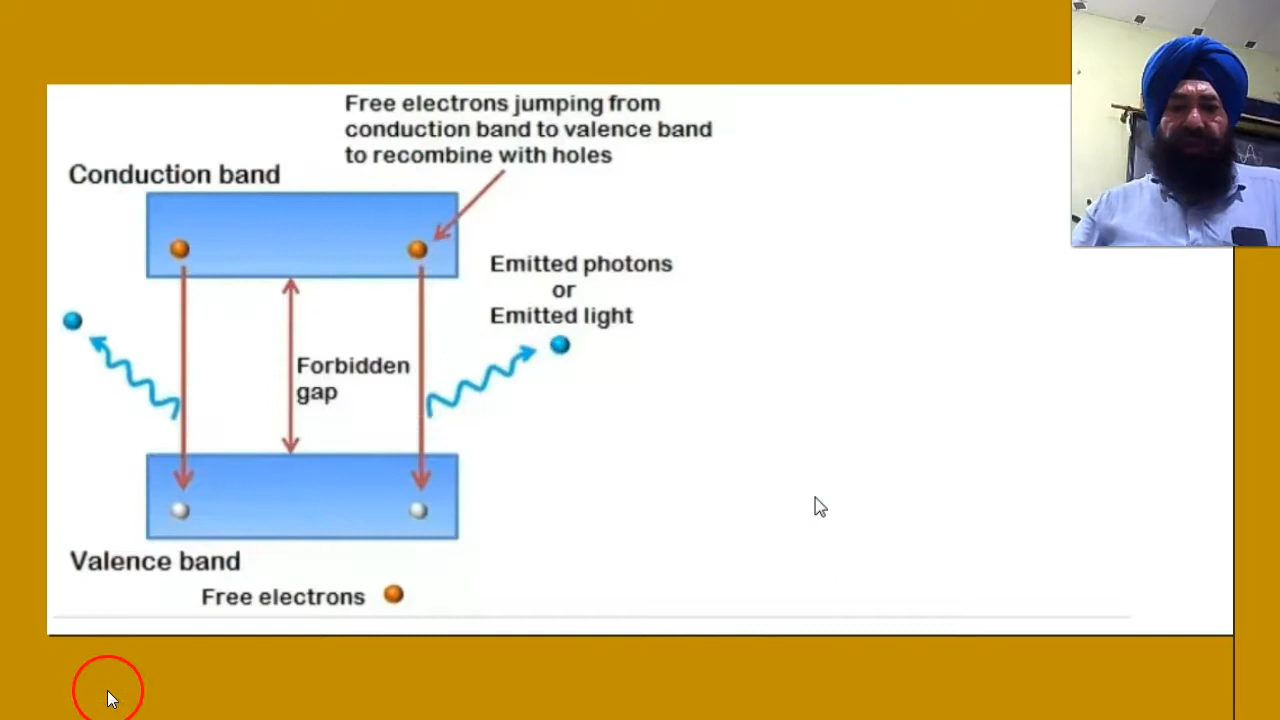 Free electrons jumping from
conduction band to valence band
to recombine with holes
Conduction band
Emitted photons
or
Emitted light
Forbidden
gap
Valence band
Free electrons